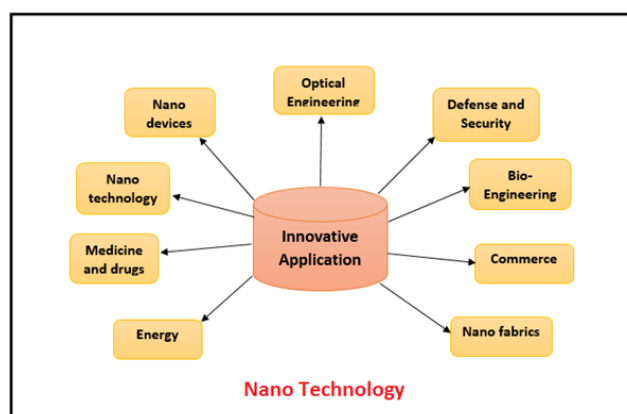 Optical
Engineering
Nano
devices
Defense and
Security
Nano
technology
Bio-
Engineering
Innovative
Application
Medicine
and drugs
Commerce
Energy
Nano fabrics
Nano Technology